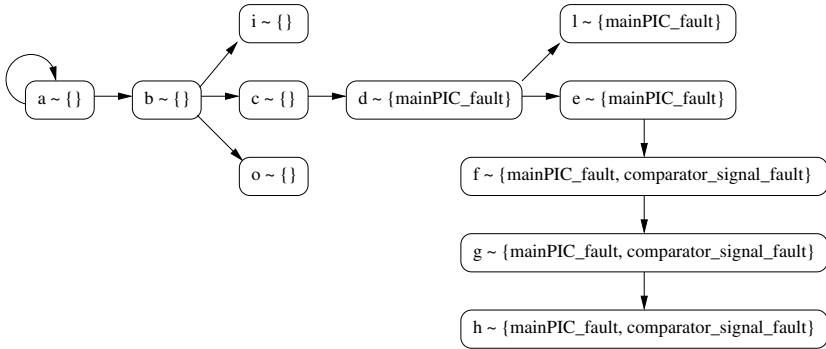 i ~ {}
l ~ {mainPIC_fault}
a ~ {}
b ~ {}
c ~ {}
d ~ {mainPIC_fault}
e ~ {mainPIC_fault}
o ~ {}
f ~ {mainPIC_fault, comparator_signal_fault}
g ~ {mainPIC_fault, comparator_signal_fault}
h ~ {mainPIC_fault, comparator_signal_fault}